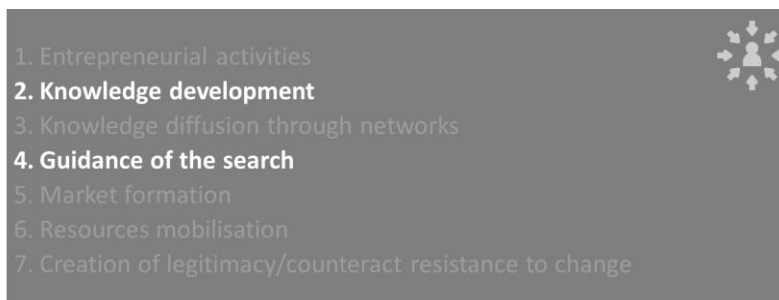 1. Entrepreneurial activities
2. Knowledge development
3. Knowledge diffusion through networks
4. Guidance of the search
5. Market formation
6. Resources mobilisation
7. Creation of legitimacy/counteract resistance to change